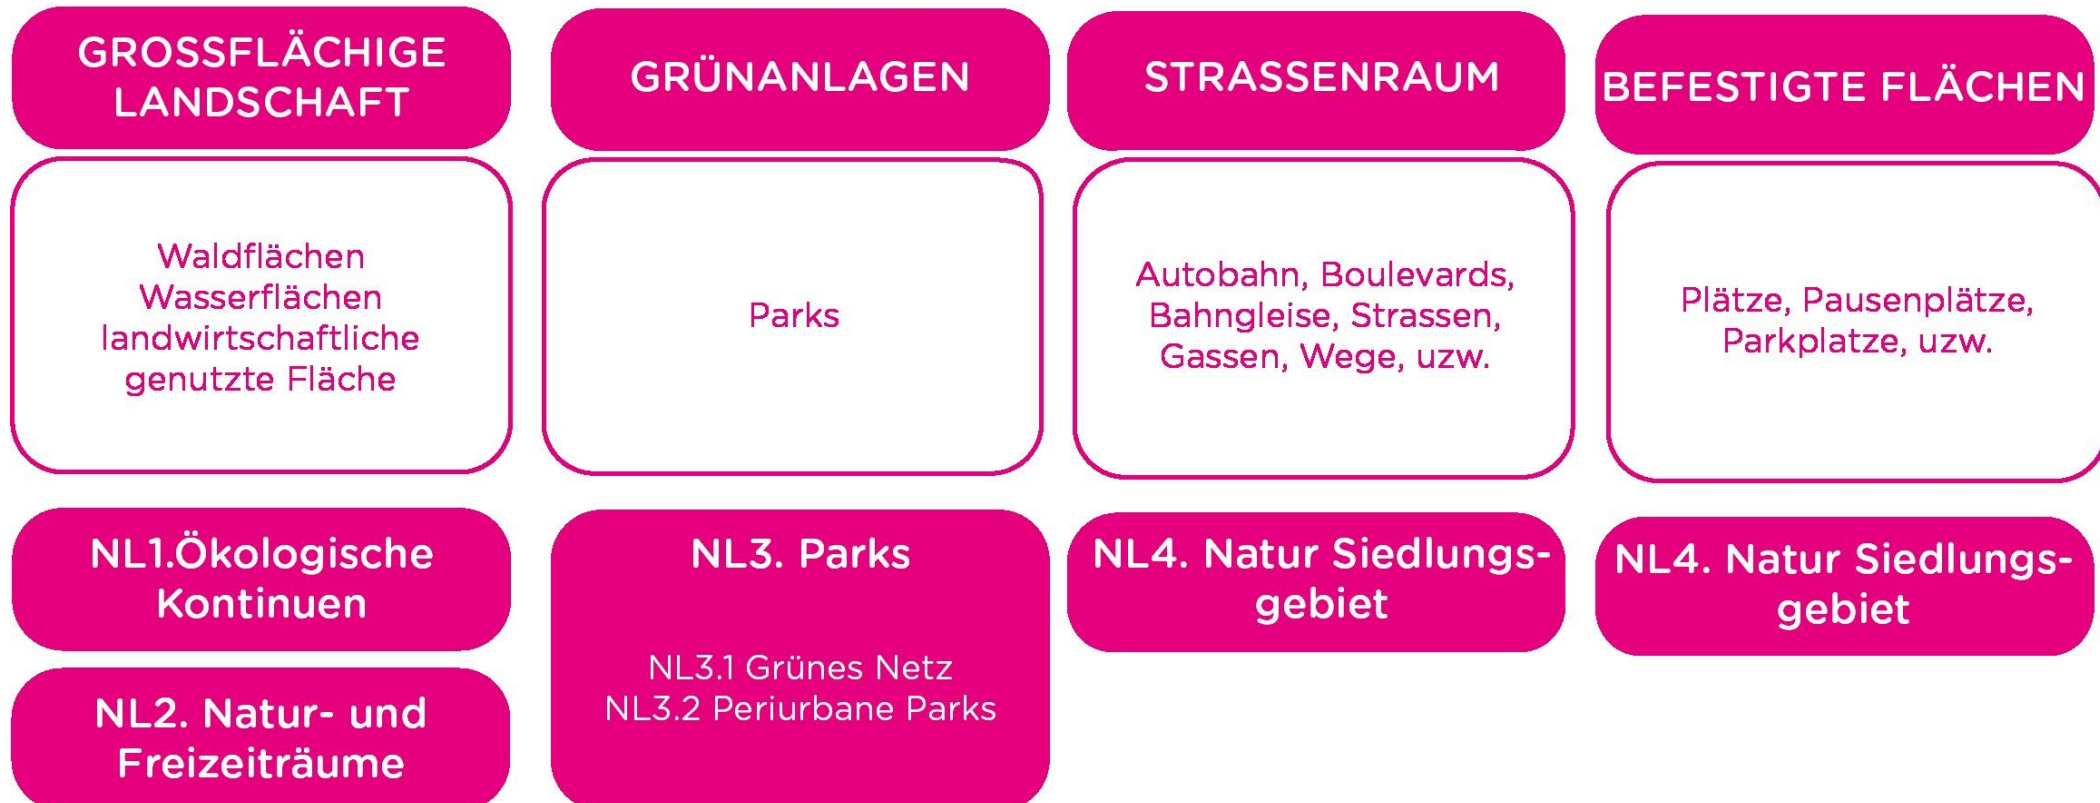 GROSSFLÄCHIGE
LANDSCHAFT
Waldflächen
Wasserflächen
landwirtschaftliche
genutzte Fläche
NL1.Ökologische
Kontinuen
NL2. Natur- und
Freizeiträume
GRÜNANLAGEN
Parks
NL3. Parks
NL3.1 Grünes Netz
NL3.2 Periurbane Parks
STRASSENRAUM
Autobahn, Boulevards,
Bahngleise, Strassen,
Gassen, Wege, uzw.
NL4. Natur Siedlungs-
gebiet
BEFESTIGTE FLÄCHEN
Plätze, Pausenplätze,
Parkplatze, uzw.
NL4. Natur Siedlungs-
gebiet